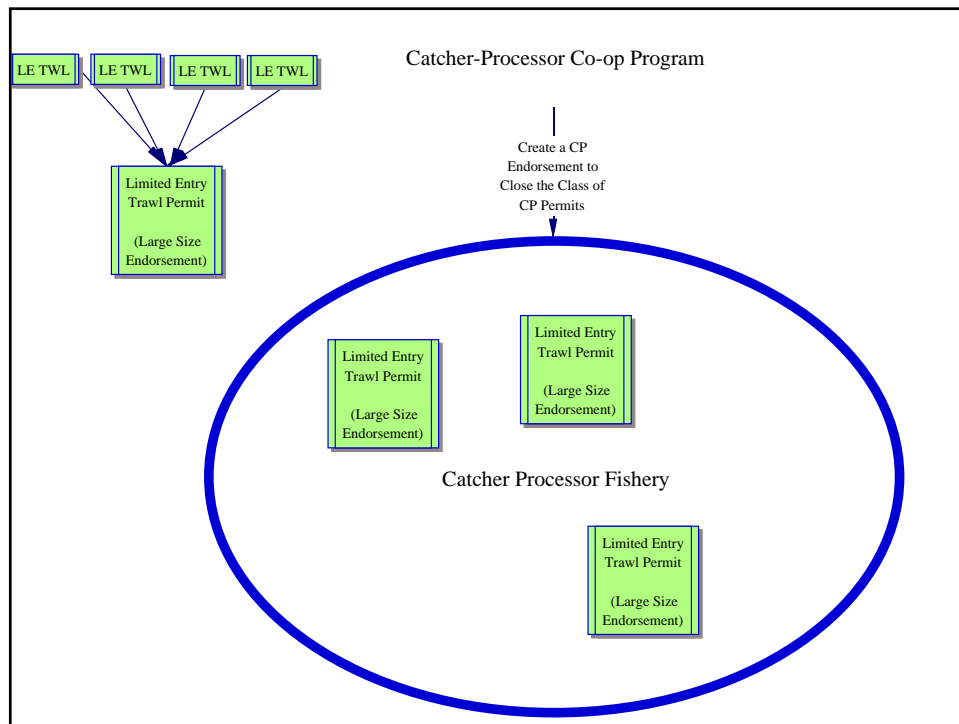 Catcher-Processor Co-op Program
LE TWL
LE TWL
LE TWL
LE TWL
Limited Entry
Trawl Permit
(Large Size
Endorsement)
Create a CP
Endorsement to
Close the Class of
CP Permits
Limited Entry
Trawl Permit
(Large Size
Endorsement)
Limited Entry
Trawl Permit
(Large Size
Endorsement)
Catcher Processor Fishery
Limited Entry
Trawl Permit
(Large Size
Endorsement)